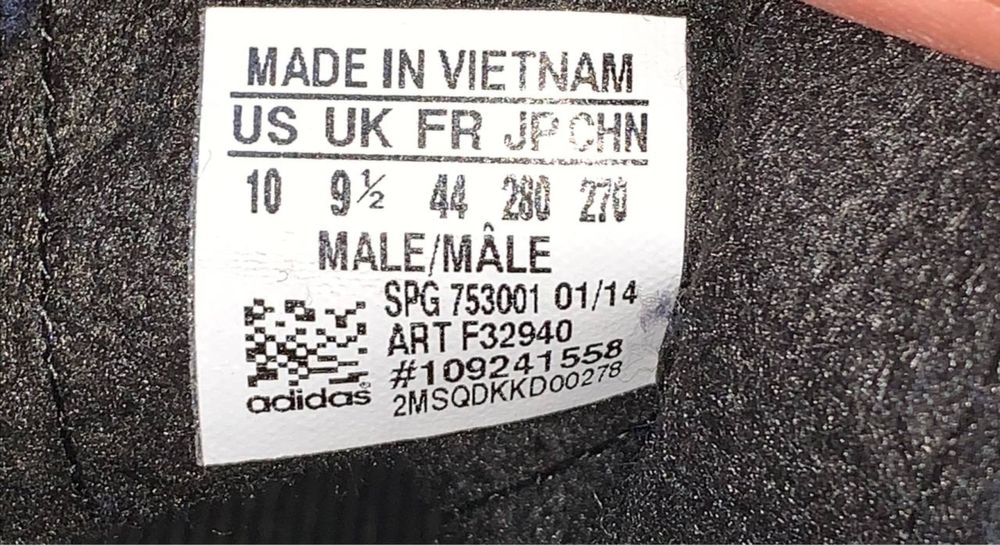 MADE IN VIETNAM
US UK FR JP CHN
10 9½ 44 280 270
MALE/MÂLE
SPG 753001 01/14
ART F32940
#109241558
2MSQDKKD00278
adidas®